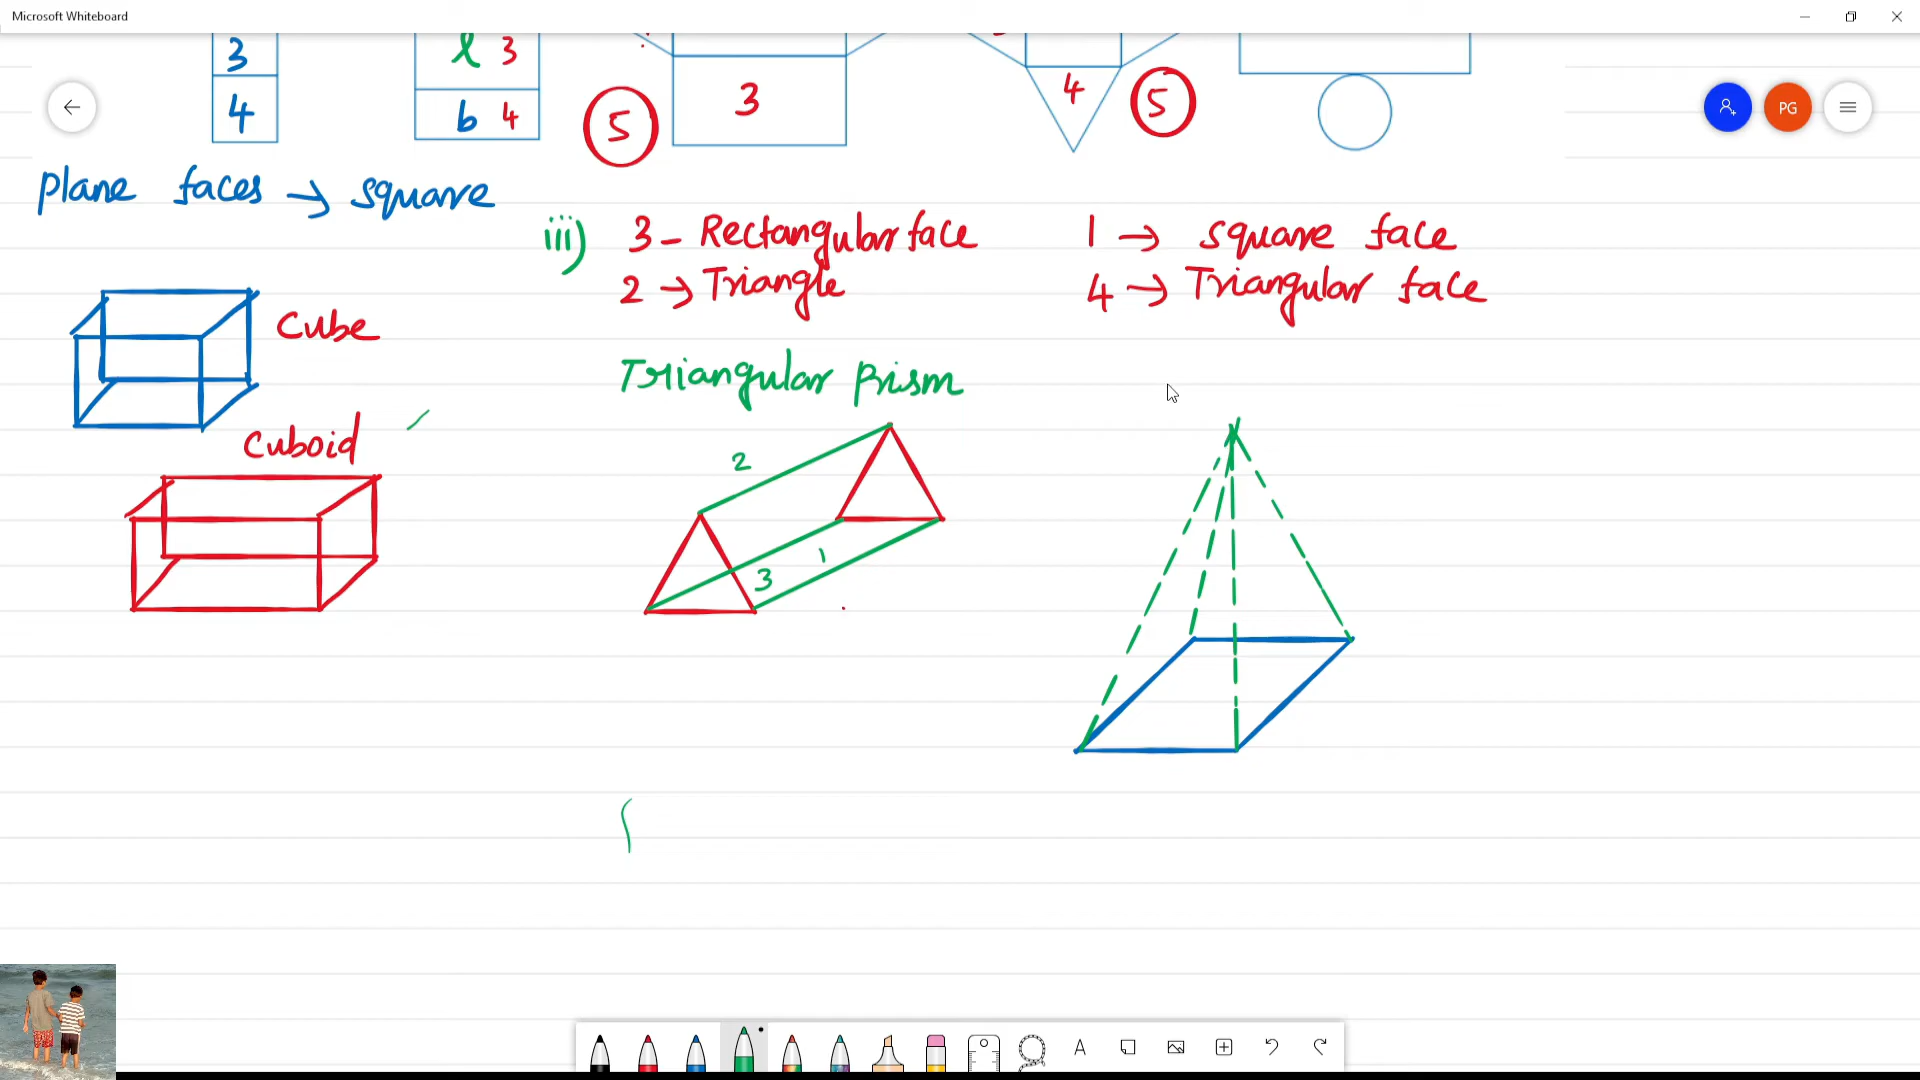 Microsoft Whiteboard
3
4
l 3
b 4
5
3
4
5
PG
plane faces → square
iii) 3 - Rectangular face
2 → Triangle
1 → square face
4 → Triangular face
Cube
Cuboid
Triangular Prism
2
1
3
A